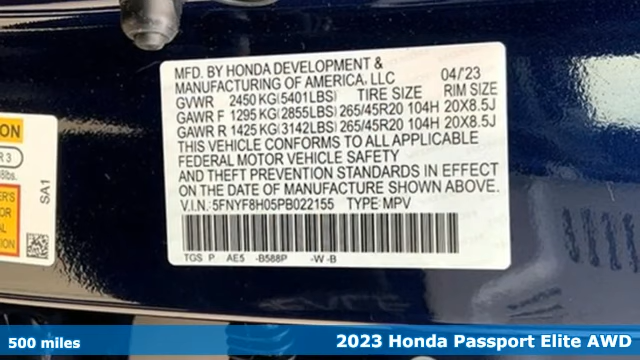 MFD. BY HONDA DEVELOPMENT &
MANUFACTURING OF AMERICA, LLC 04/'23
GVWR 2450 KG(5401LBS) TIRE SIZE RIM SIZE
GAWR F 1295 KG(2855LBS) 265/45R20 104H 20X8.5J
GAWR R 1425 KG(3142LBS) 265/45R20 104H 20X8.5J
THIS VEHICLE CONFORMS TO ALL APPLICABLE
FEDERAL MOTOR VEHICLE SAFETY
AND THEFT PREVENTION STANDARDS IN EFFECT
ON THE DATE OF MANUFACTURE SHOWN ABOVE.
V.I.N.: 5FNYF8H05PB022155 TYPE: MPV
TGS P AE5 -B588P -W -B
ION
R 3
lbs.
SA1
500 miles
2023 Honda Passport Elite AWD